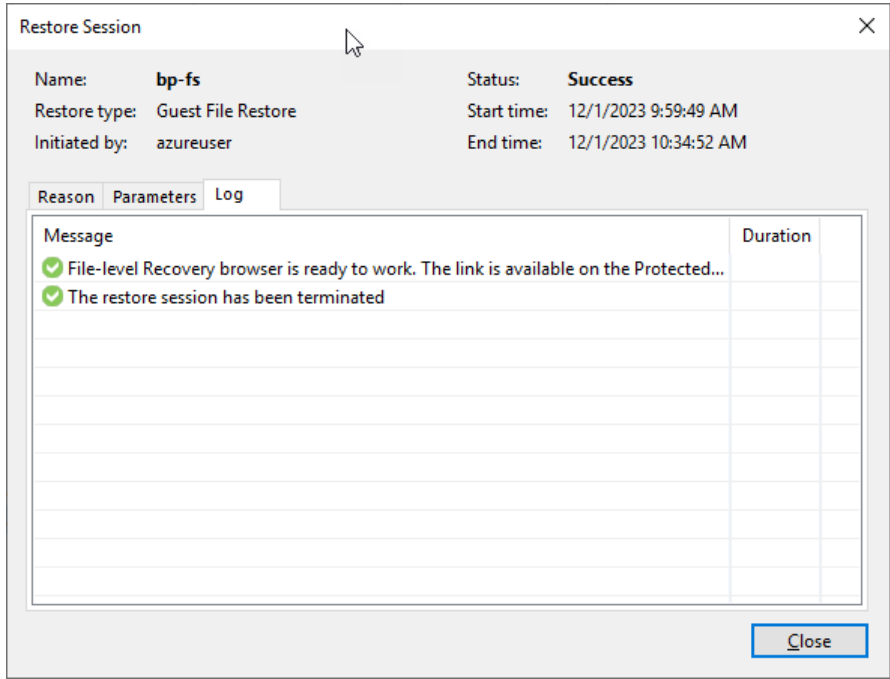 Restore Session
Name: bp-fs Status: Success
Restore type: Guest File Restore Start time: 12/1/2023 9:59:49 AM
Initiated by: azureuser End time: 12/1/2023 10:34:52 AM
Reason Parameters Log
Message Duration
File-level Recovery browser is ready to work. The link is available on the Protected...
The restore session has been terminated
Close